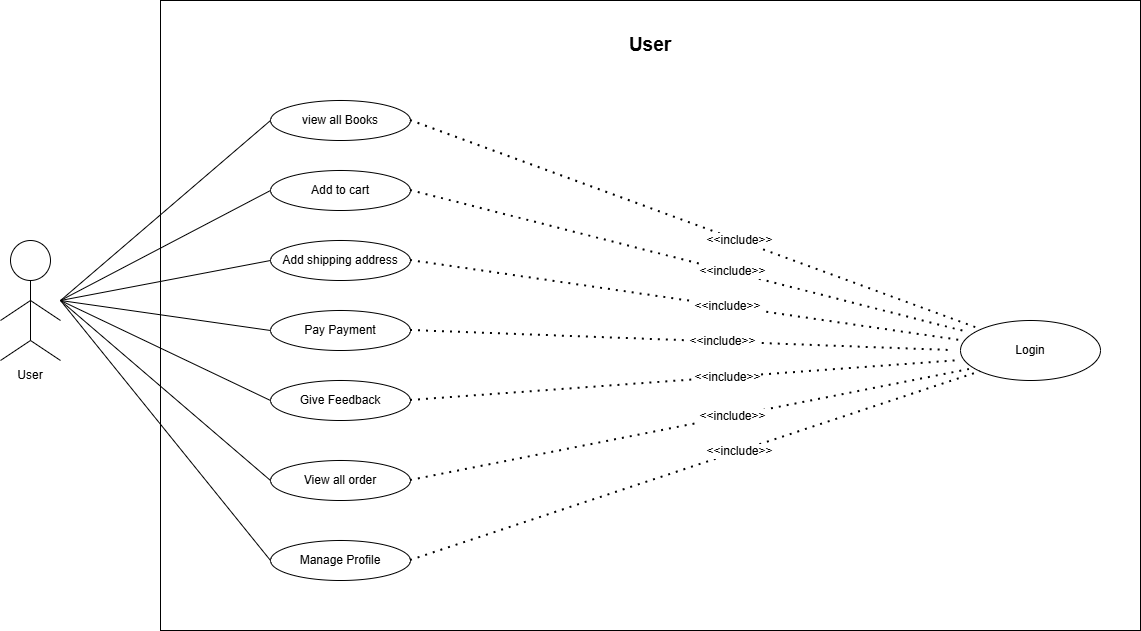 User
view all Books
Add to cart
Add shipping address
Pay Payment
Give Feedback
View all order
Manage Profile
<<include>>
<<include>>
<<include>>
<<include>>
<<include>>
<<include>>
<<include>>
Login
User